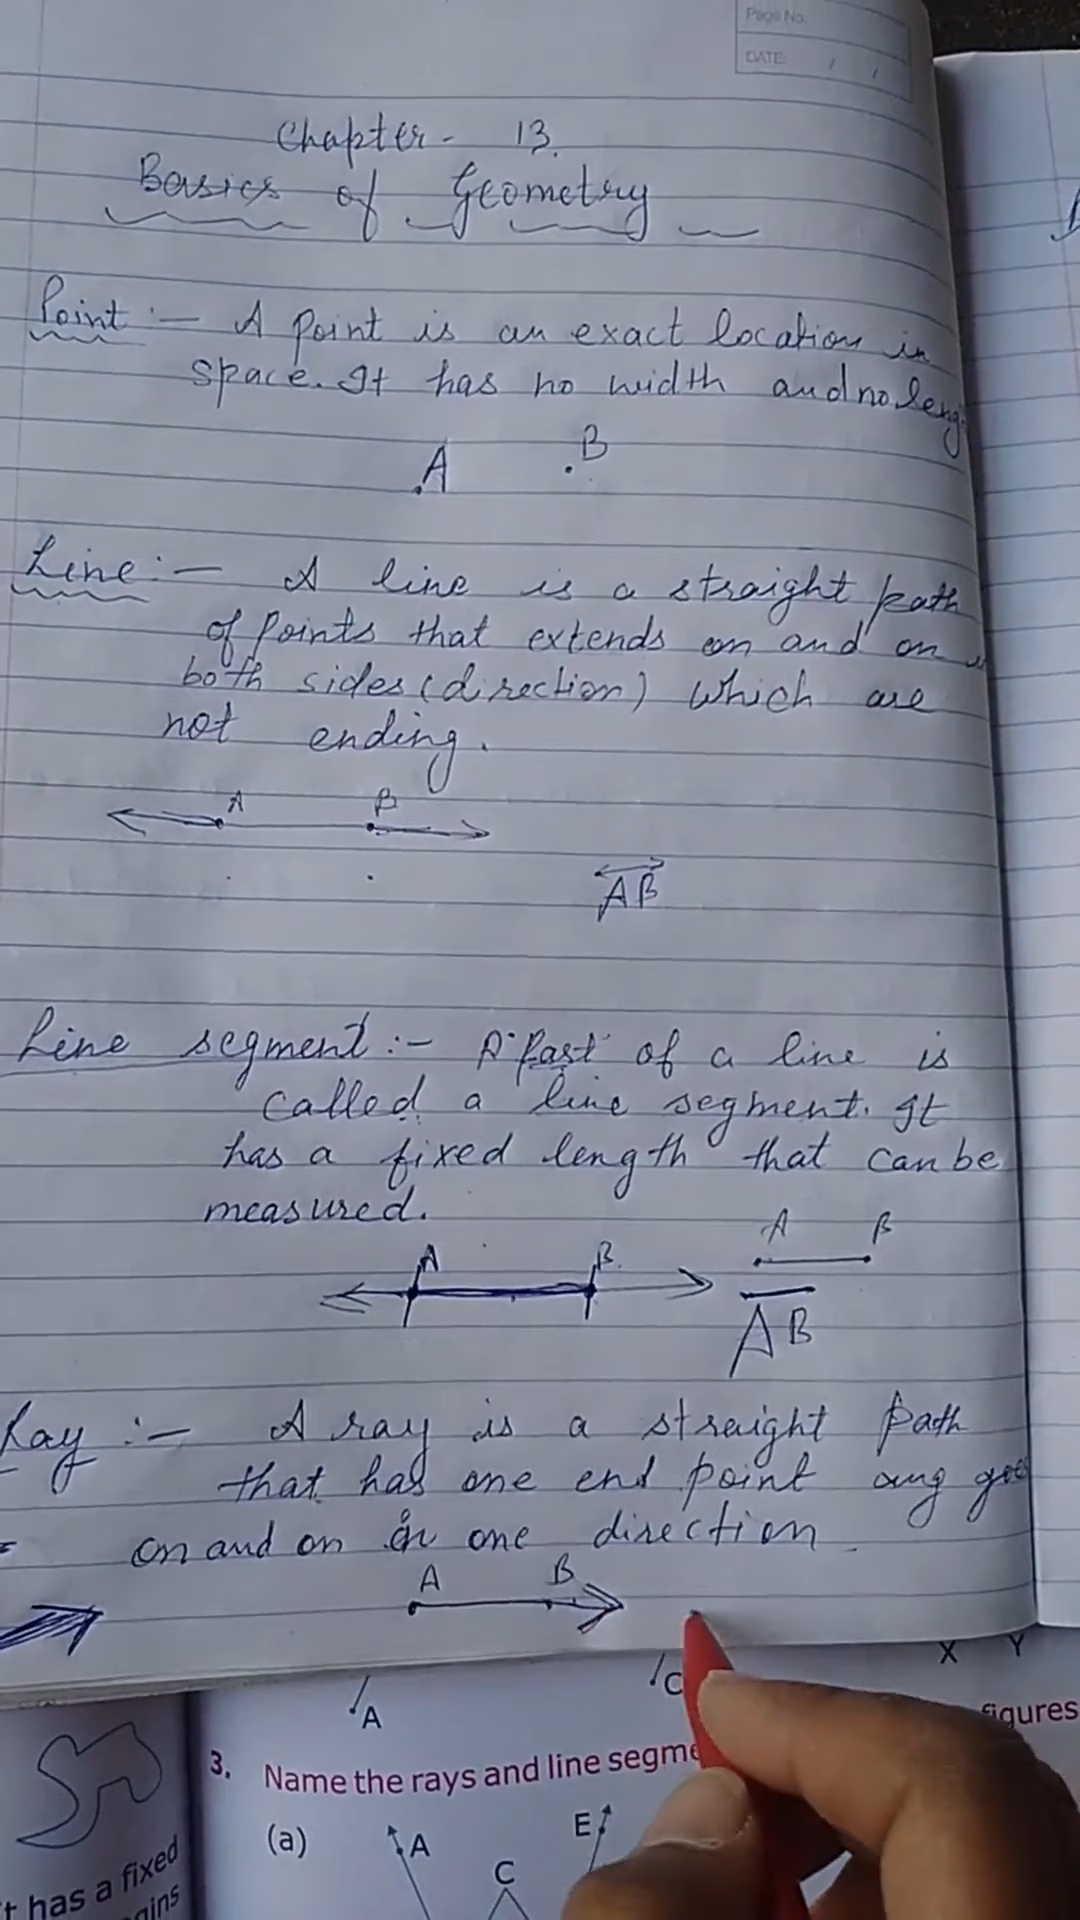 Page No.
DATE: / /
Chapter - 13.
Basics of Geometry
Point :- A point is an exact location in
space. It has no width and no leng
.A .B
Line :- A line is a straight path
of points that extends on and on
both sides (direction) which are
not ending.
A B
AB
Line segment :- A part of a line is
called a line segment. It
has a fixed length that can be
measured.
A B
A B
AB
Ray :- A ray is a straight path
that has one end point ang goes
on and on in one direction.
A B
X Y
A C
figures
3. Name the rays and line segme
(a) A E
C
t has a fixed
gins